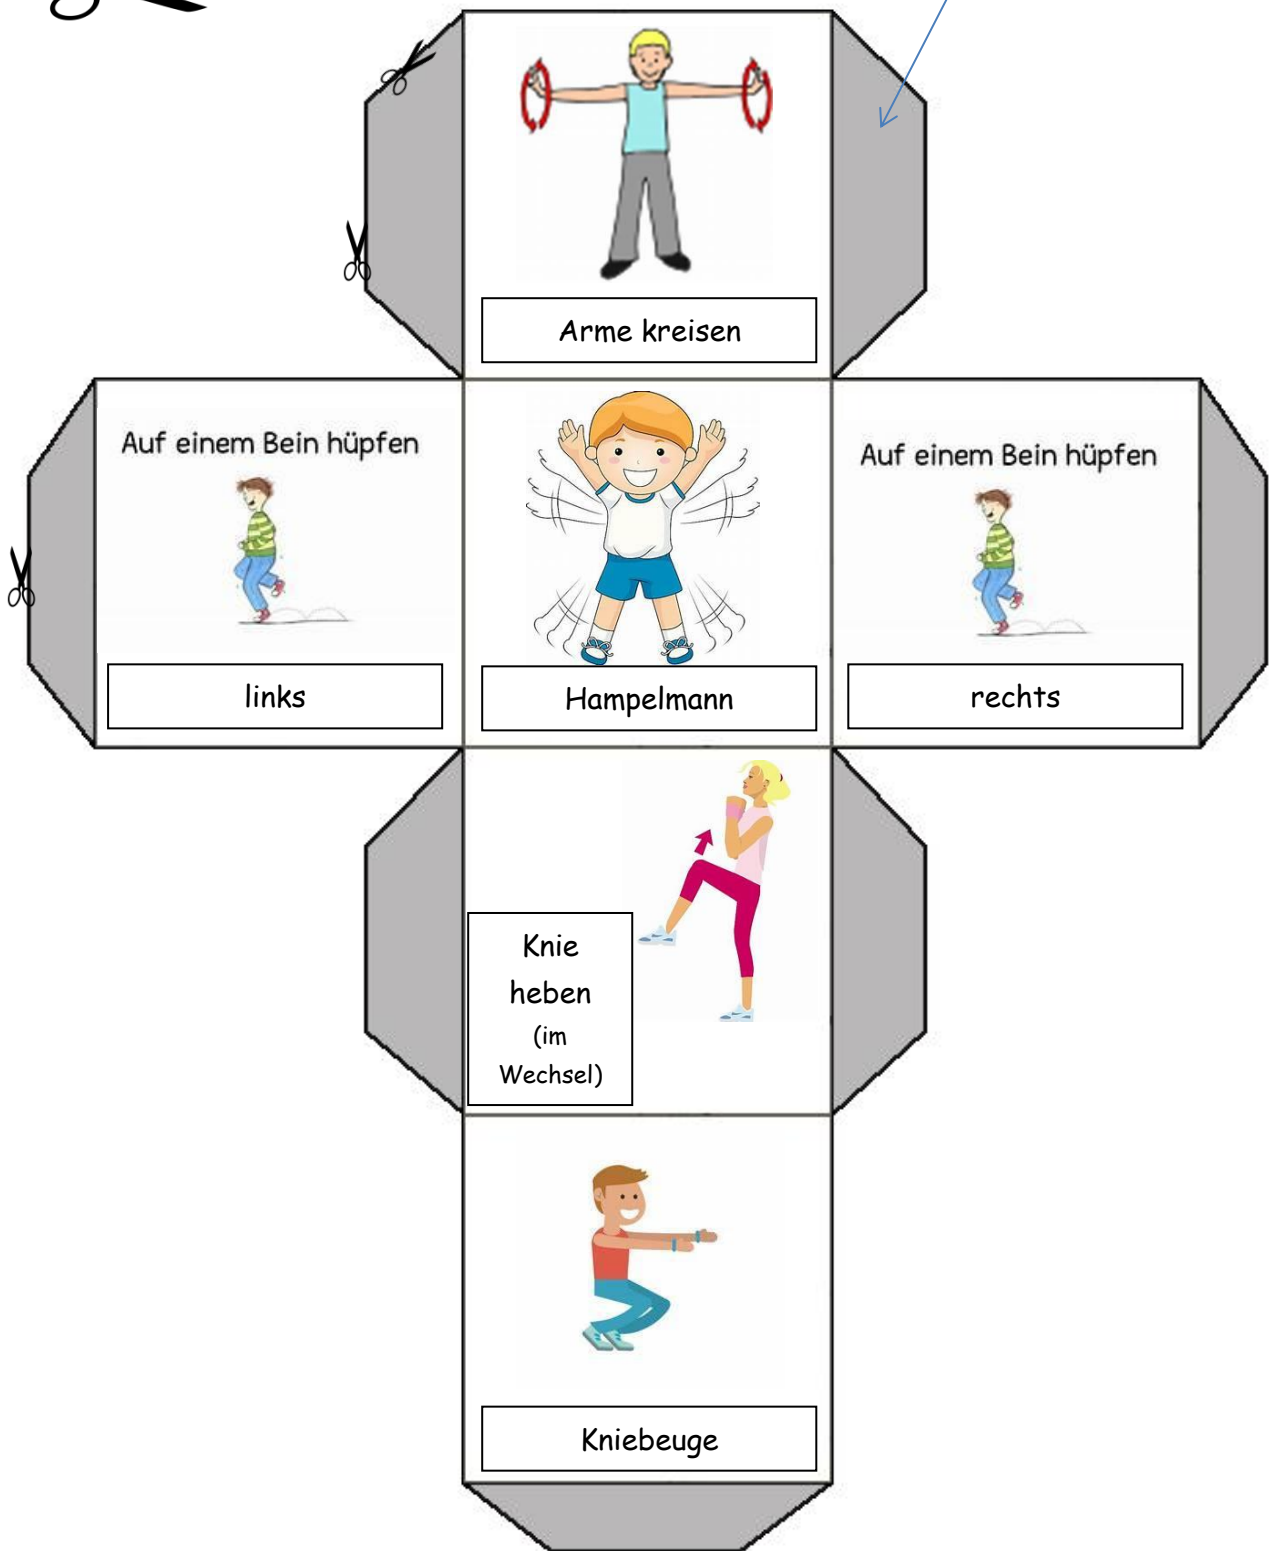 Arme kreisen
Auf einem Bein hüpfen
Auf einem Bein hüpfen
links
Hampelmann
rechts
Knie
heben
(im
Wechsel)
Kniebeuge